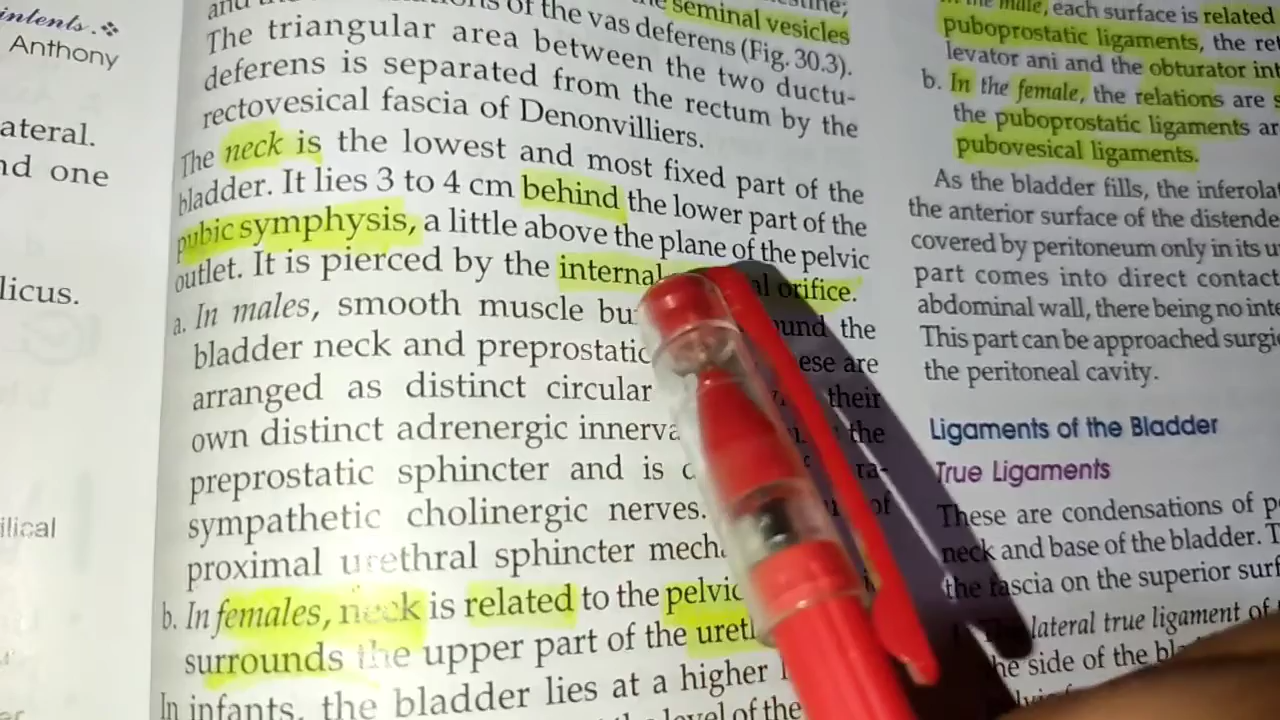 intents.
Anthony
ateral.
nd one
licus.
ilical
of the vas deferens (Fig. 30.3).
seminal vesicles
The triangular area between the two ductu-
deferens is separated from the rectum by the
rectovesical fascia of Denonvilliers.
The neck is the lowest and most fixed part of the
bladder. It lies 3 to 4 cm behind the lower part of the
pubic symphysis, a little above the plane of the pelvic
outlet. It is pierced by the internal al orifice.
a. In males, smooth muscle bu und the
bladder neck and preprostatic ese are
arranged as distinct circular their
own distinct adrenergic innerva the
preprostatic sphincter and is c ra-
sympathetic cholinergic nerves. of
proximal urethral sphincter mech
b. In females, neck is related to the pelvic
surrounds the upper part of the uret
In infants, the bladder lies at a higher
level of the
male, each surface is related
puboprostatic ligaments, the ret
levator ani and the obturator int
b. In the female, the relations are s
the puboprostatic ligaments ar
pubovesical ligaments.
As the bladder fills, the inferolat
the anterior surface of the distende
covered by peritoneum only in its u
part comes into direct contact
abdominal wall, there being no inte
This part can be approached surgi
the peritoneal cavity.
Ligaments of the Bladder
True Ligaments
These are condensations of p
neck and base of the bladder. T
the fascia on the superior surf
lateral true ligament of
he side of the bl